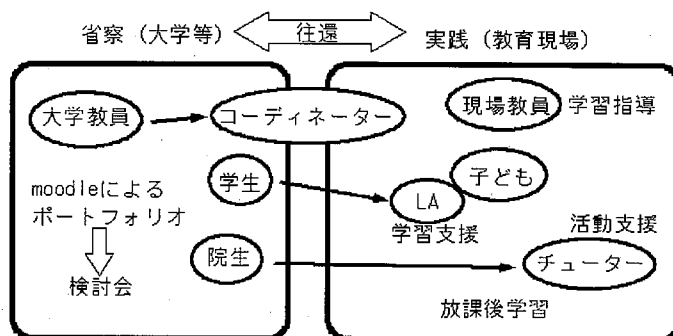 省察（大学等）
往還
実践（教育現場）
大学教員
コーディネーター
現場教員
学習指導
学生
子ども
LA
学習支援
moodleによる
ポートフォリオ
検討会
院生
活動支援
チューター
放課後学習